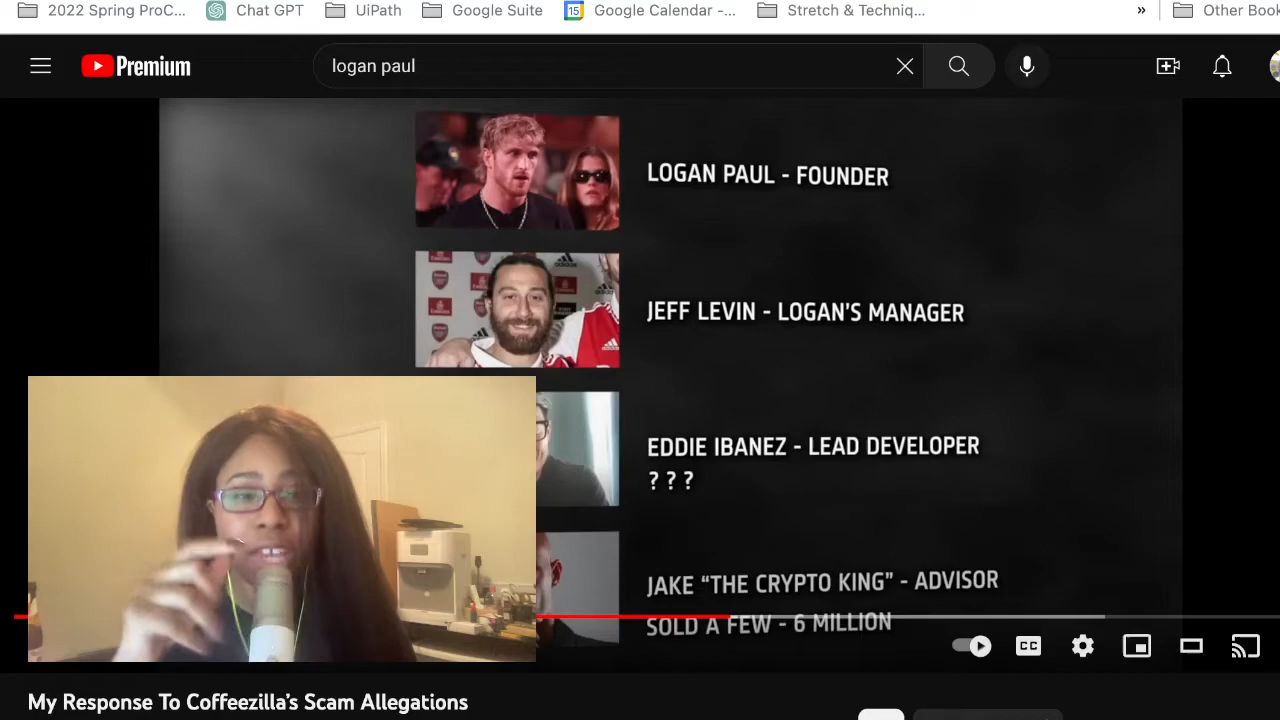 2022 Spring ProC...
Chat GPT
UiPath
Google Suite
15
Google Calendar -...
Stretch & Techniq...
»
Other Book
Premium
logan paul
LOGAN PAUL - FOUNDER
JEFF LEVIN - LOGAN'S MANAGER
EDDIE IBANEZ - LEAD DEVELOPER
? ? ?
JAKE “THE CRYPTO KING” - ADVISOR
SOLD A FEW - 6 MILLION
CC
My Response To Coffeezilla's Scam Allegations